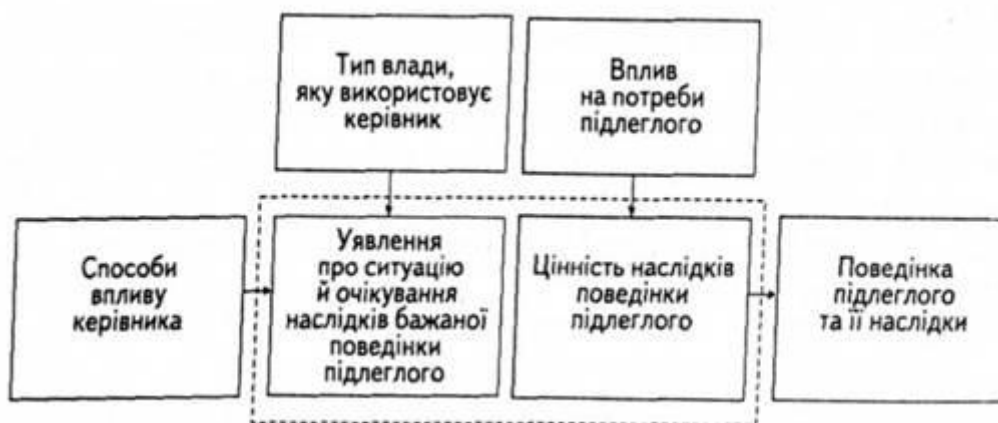 Тип влади,
яку використовує
керівник
Вплив
на потреби
підлеглого
Способи
впливу
керівника
Уявлення
про ситуацію
й очікування
наслідків бажаної
поведінки
підлеглого
Цінність наслідків
поведінки
підлеглого
Поведінка
підлеглого
та її наслідки